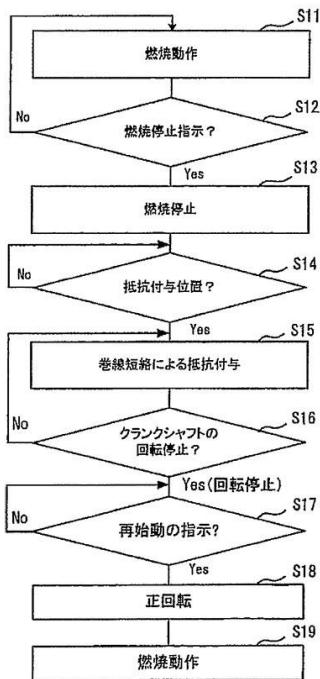 S11
燃焼動作
S12
No
燃焼停止指示?
Yes
S13
燃焼停止
S14
No
抵抗付与位置?
Yes
S15
巻線短絡による抵抗付与
S16
No
クランクシャフトの
回転停止?
Yes(回転停止)
S17
No
再始動の指示?
Yes
S18
正回転
S19
燃焼動作